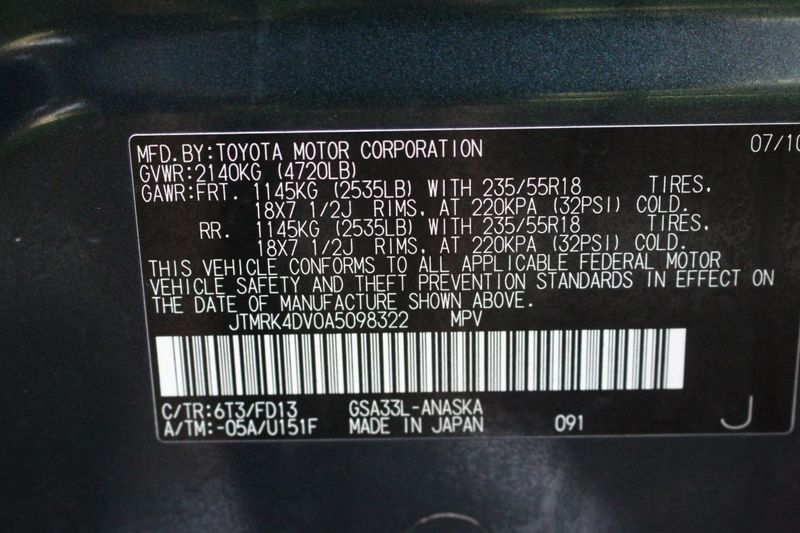 MFD.BY:TOYOTA MOTOR CORPORATION 07/10
GVWR:2140KG (4720LB)
GAWR:FRT. 1145KG (2535LB) WITH 235/55R18 TIRES,
18X7 1/2J RIMS, AT 220KPA (32PSI) COLD.
RR. 1145KG (2535LB) WITH 235/55R18 TIRES,
18X7 1/2J RIMS, AT 220KPA (32PSI) COLD.
THIS VEHICLE CONFORMS TO ALL APPLICABLE FEDERAL MOTOR
VEHICLE SAFETY AND THEFT PREVENTION STANDARDS IN EFFECT ON
THE DATE OF MANUFACTURE SHOWN ABOVE.
JTMRK4DV0A5098322 MPV
C/TR:6T3/FD13 GSA33L-ANASKA
A/TM:-05A/U151F MADE IN JAPAN 091 J